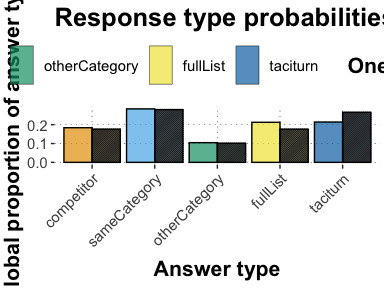 Response type probabilities
otherCategory fullList taciturn One
lobal proportion of answer ty
0.2
0.1
0.0
competitor sameCategory otherCategory fullList taciturn
Answer type